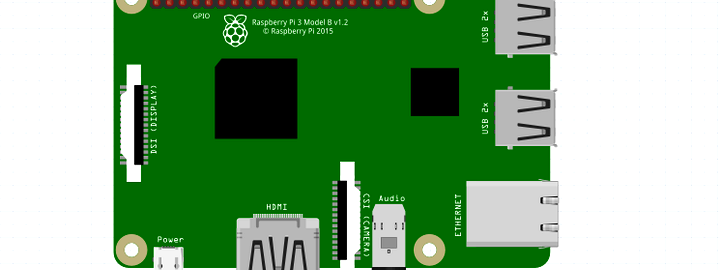 GPIO
Raspberry Pi 3 Model B v1.2
© Raspberry Pi 2015
USB 2x
DSI (DISPLAY)
USB 2x
HDMI
CSI (CAMERA)
Audio
ETHERNET
Power